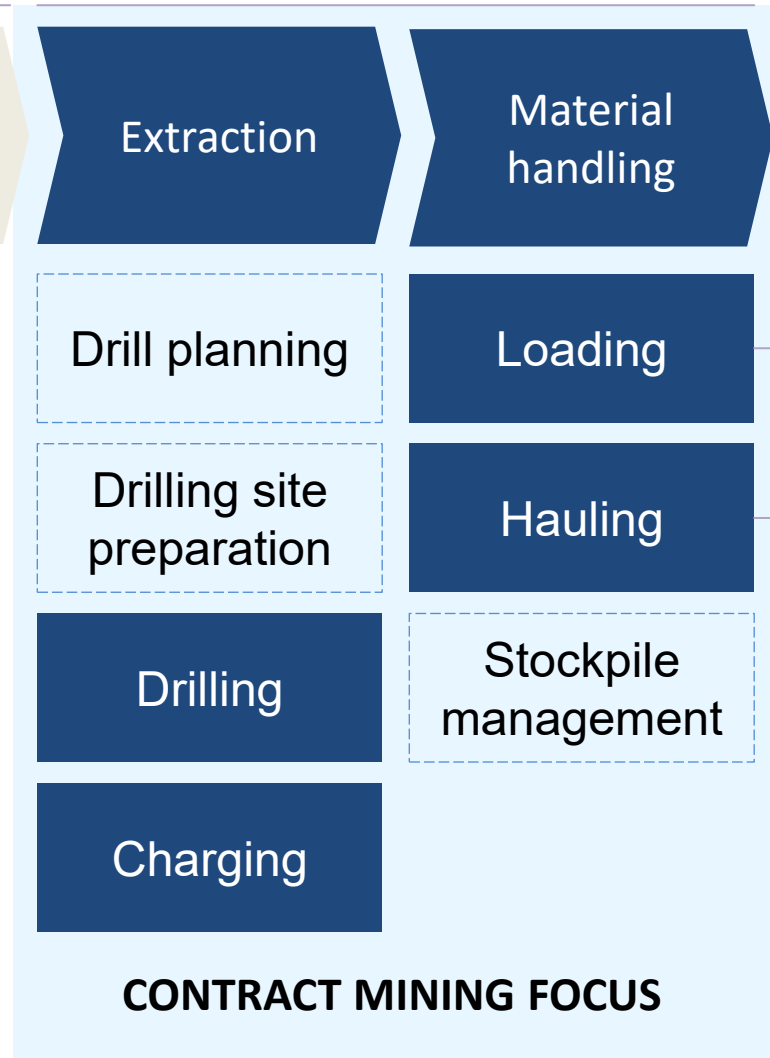 Extraction
Material
handling
Drill planning
Loading
Drilling site
preparation
Hauling
Drilling
Stockpile
management
Charging
CONTRACT MINING FOCUS